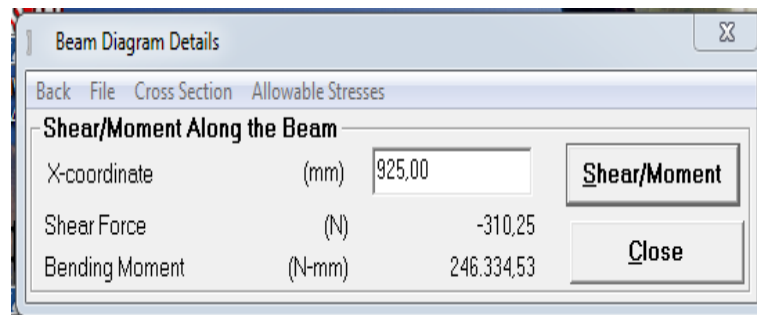 Beam Diagram Details
Back File Cross Section Allowable Stresses
Shear/Moment Along the Beam
X-coordinate (mm) 925,00 Shear/Moment
Shear Force (N) -310,25
Bending Moment (N-mm) 246.334,53 Close